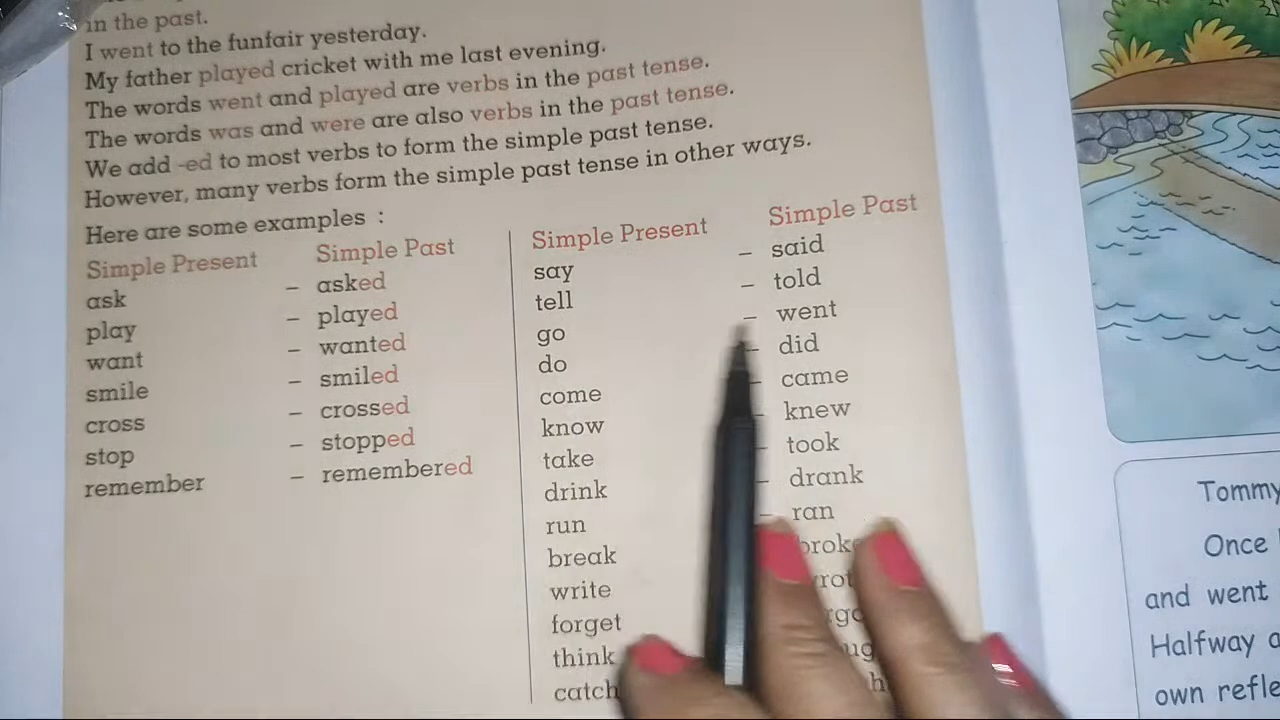 in the past.
I went to the funfair yesterday.
My father played cricket with me last evening.
The words went and played are verbs in the past tense.
The words was and were are also verbs in the past tense.
We add -ed to most verbs to form the simple past tense.
However, many verbs form the simple past tense in other ways.
Here are some examples :
Simple Present Simple Past
ask – asked
play – played
want – wanted
smile – smiled
cross – crossed
stop – stopped
remember – remembered
Simple Present Simple Past
say – said
tell – told
go – went
do – did
come – came
know – knew
take – took
drink – drank
run – ran
break
write
forget
think
catch
Tommy
Once
and went
Halfway
own